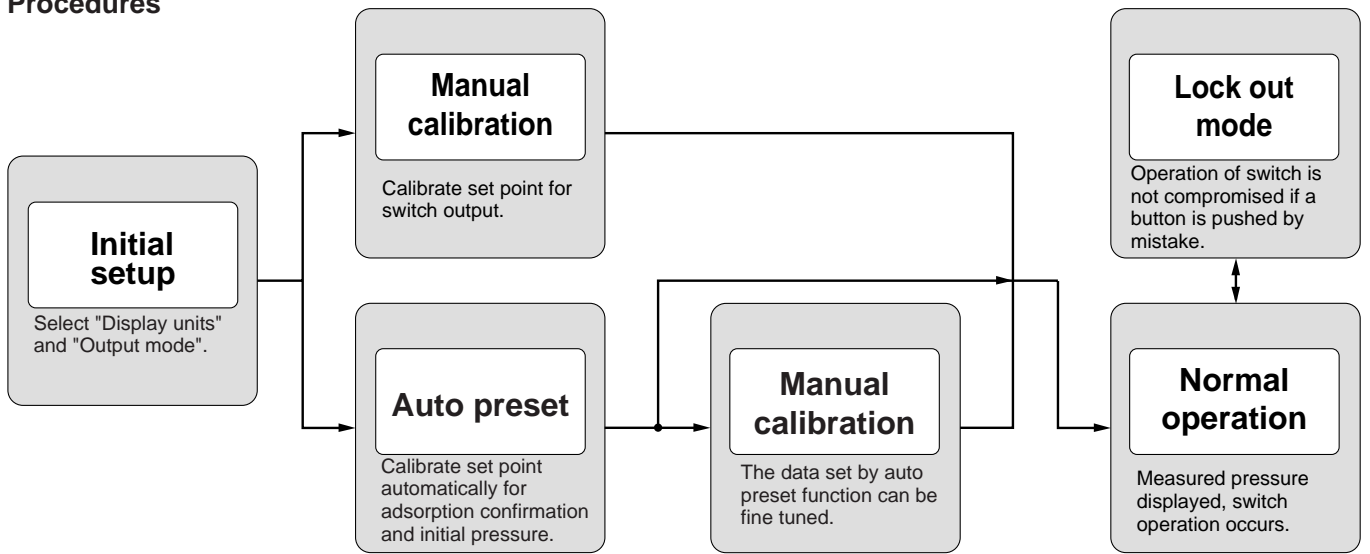 Procedures
Initial
setup
Select "Display units"
and "Output mode".
Manual
calibration
Calibrate set point for
switch output.
Auto preset
Calibrate set point
automatically for
adsorption confirmation
and initial pressure.
Manual
calibration
The data set by auto
preset function can be
fine tuned.
Lock out
mode
Operation of switch is
not compromised if a
button is pushed by
mistake.
Normal
operation
Measured pressure
displayed, switch
operation occurs.